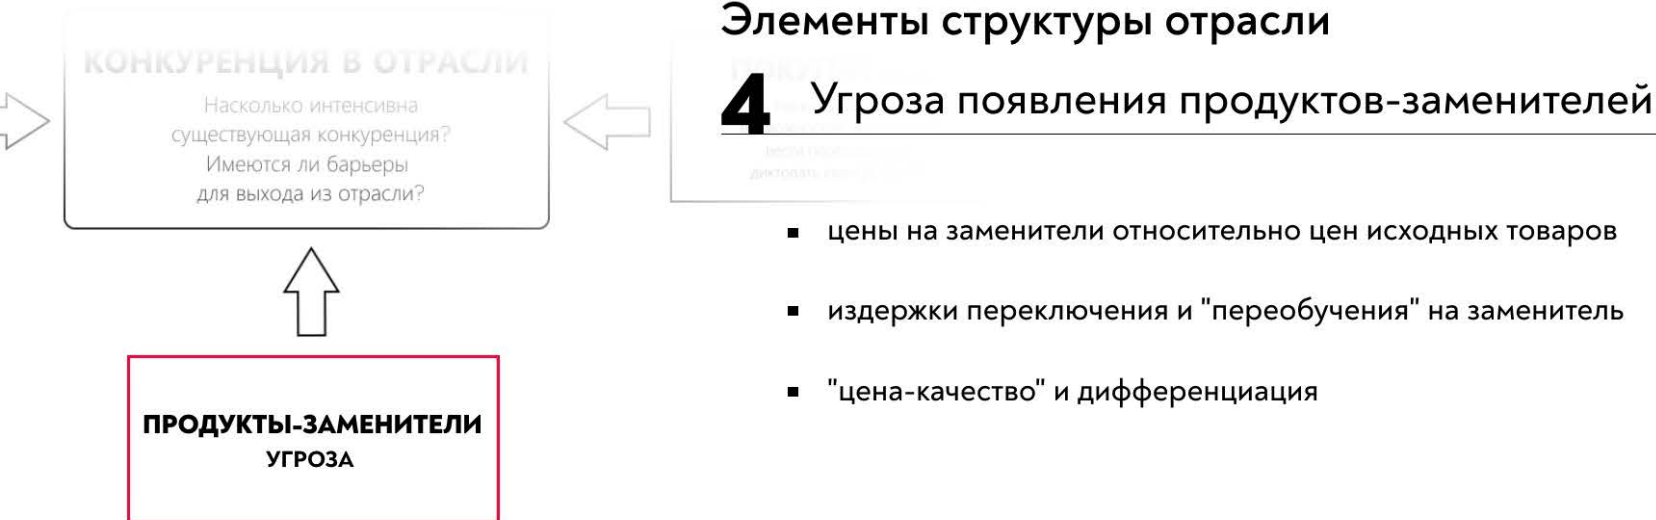 Элементы структуры отрасли
4 Угроза появления продуктов-заменителей
КОНКУРЕНЦИЯ В ОТРАСЛИ
Насколько интенсивна
существующая конкуренция?
Имеются ли барьеры
для выхода из отрасли?
диктовать
▪ цены на заменители относительно цен исходных товаров
▪ издержки переключения и "переобучения" на заменитель
▪ "цена-качество" и дифференциация
ПРОДУКТЫ-ЗАМЕНИТЕЛИ
УГРОЗА